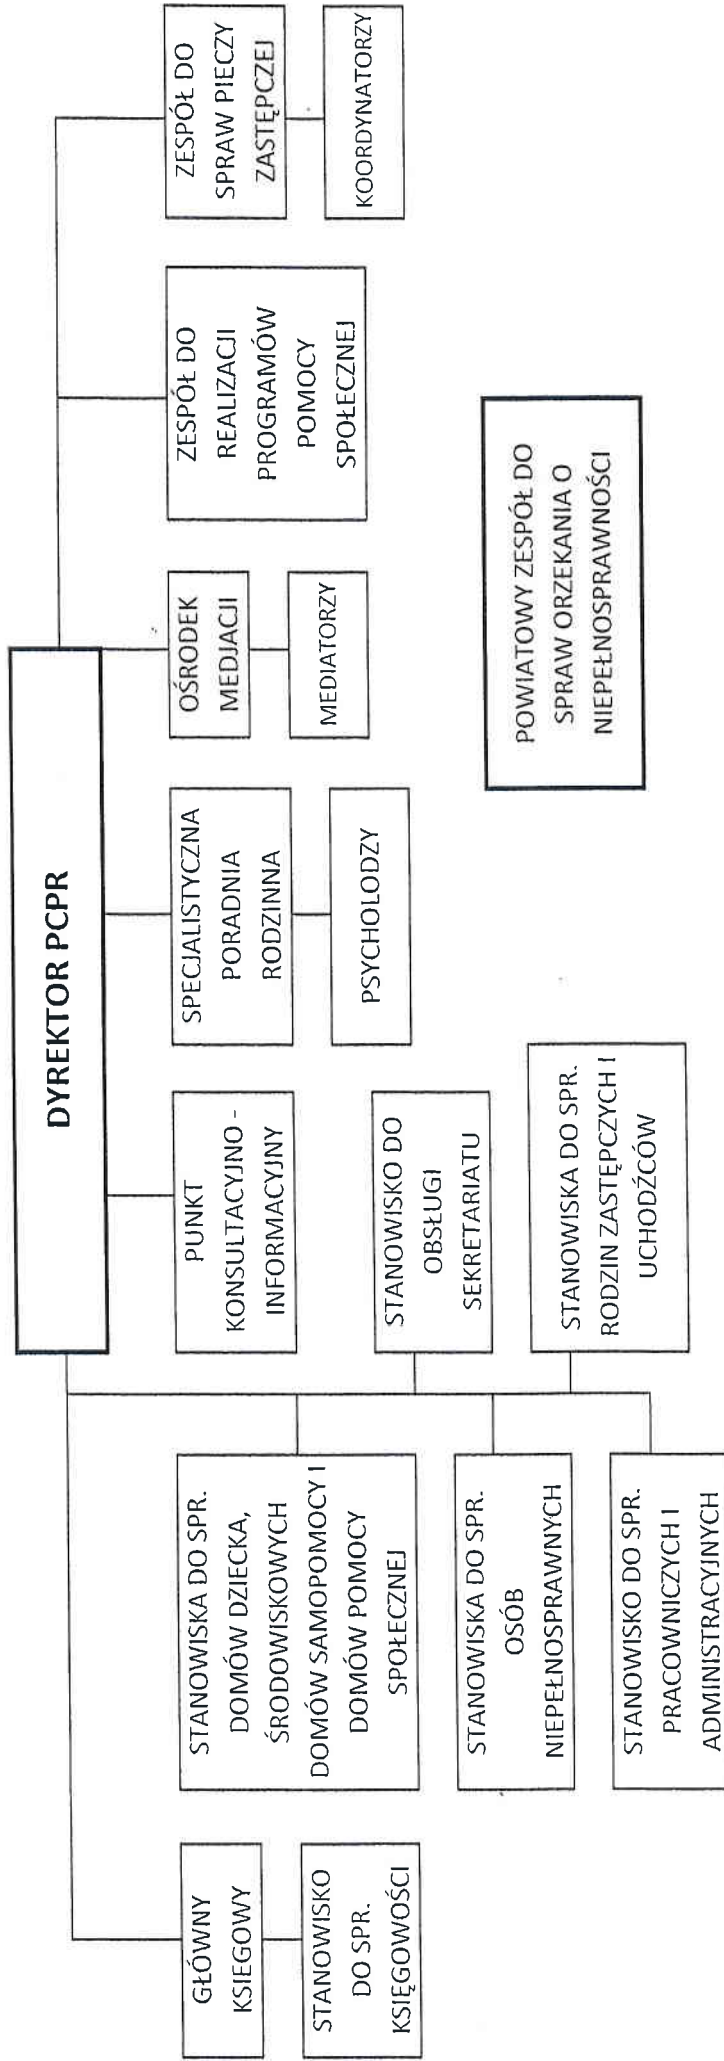 DYREKTOR PCPR
GŁÓWNY
KSIEGOWY
STANOWISKO
DO SPR.
KSIĘGOWOŚCI
STANOWISKA DO SPR.
DOMÓW DZIECKA,
ŚRODOWISKOWYCH
DOMÓW SAMOPOMOCY I
DOMÓW POMOCY
SPOŁECZNEJ
STANOWISKA DO SPR.
OSÓB
NIEPEŁNOSPRAWNYCH
STANOWISKO DO SPR.
PRACOWNICZYCH I
ADMINISTRACYJNYCH
PUNKT
KONSULTACYJNO -
INFORMACYJNY
STANOWISKO DO
OBSŁUGI
SEKRETARIATU
STANOWISKA DO SPR.
RODZIN ZASTĘPCZYCH I
UCHODŹCÓW
SPECJALISTYCZNA
PORADNIA
RODZINNA
PSYCHOLODZY
OŚRODEK
MEDJACJI
MEDIATORZY
ZESPÓŁ DO
REALIZACJI
PROGRAMÓW
POMOCY
SPOŁECZNEJ
ZESPÓŁ DO
SPRAW PIECZY
ZASTĘPCZEJ
KOORDYNATORZY
POWIATOWY ZESPÓŁ DO
SPRAW ORZEKANIA O
NIEPEŁNOSPRAWNOŚCI